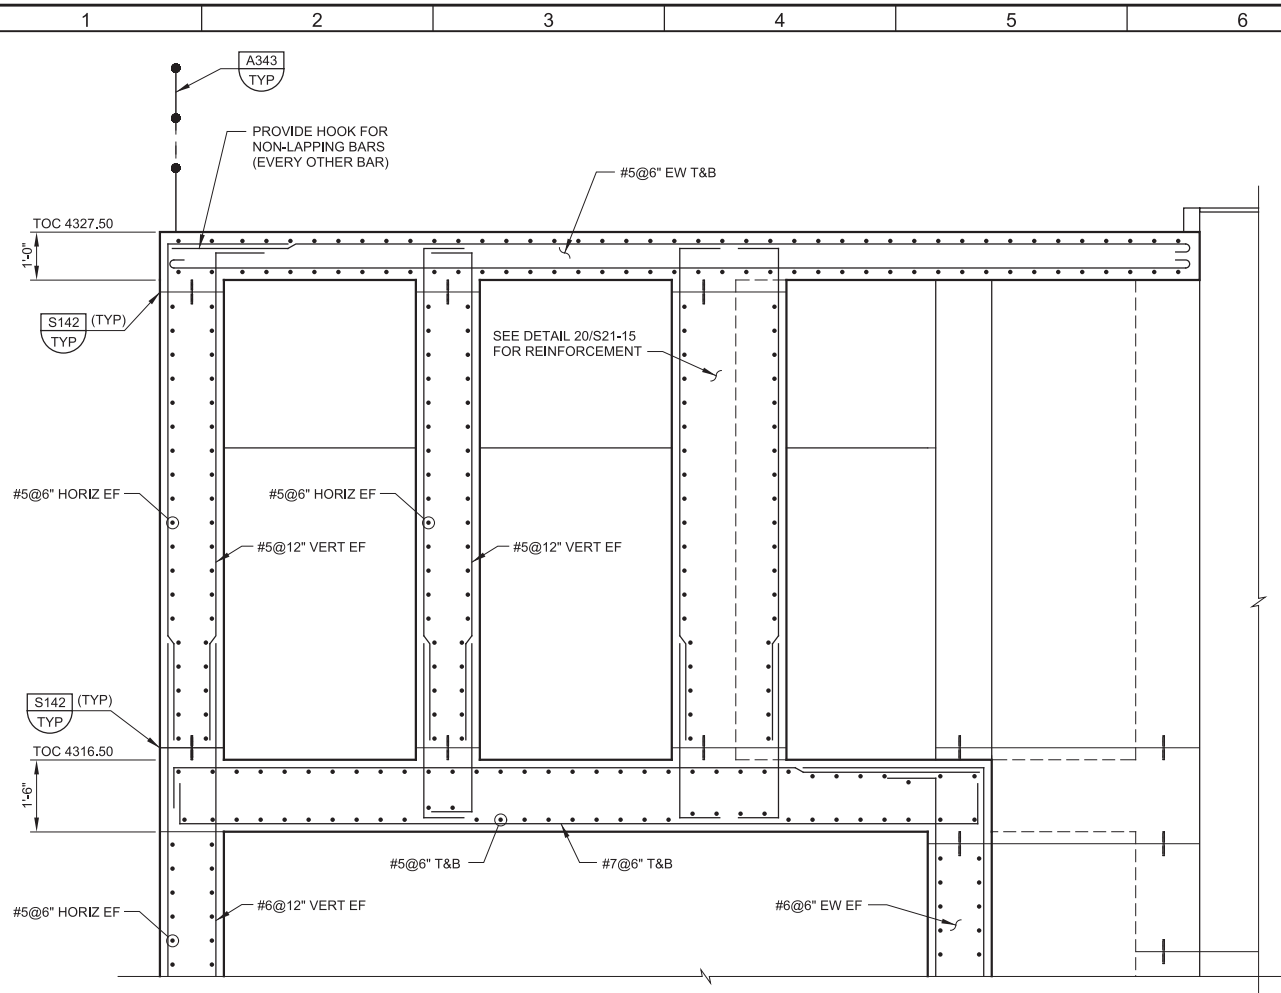 1 2 3 4 5 6
A343
TYP
PROVIDE HOOK FOR
NON-LAPPING BARS
(EVERY OTHER BAR)
#5@6" EW T&B
TOC 4327.50
1'-0"
S142 (TYP)
TYP
SEE DETAIL 20/S21-15
FOR REINFORCEMENT
#5@6" HORIZ EF
#5@6" HORIZ EF
#5@12" VERT EF
#5@12" VERT EF
S142 (TYP)
TYP
TOC 4316.50
1'-6"
#5@6" T&B
#7@6" T&B
#5@6" HORIZ EF
#6@12" VERT EF
#6@6" EW EF